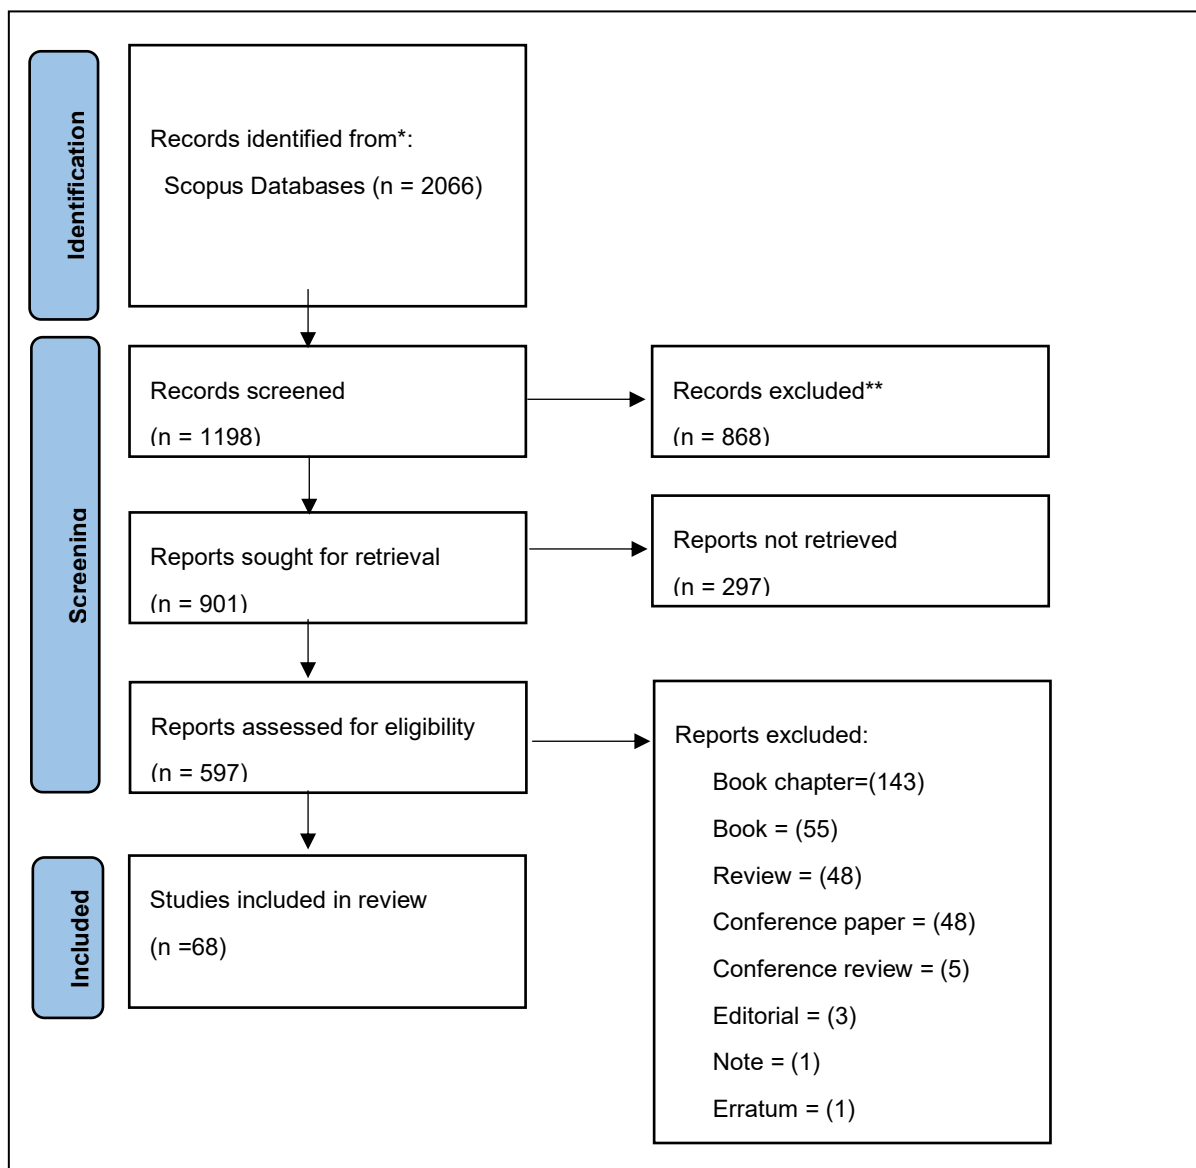 Identification
Records identified from*:
Scopus Databases (n = 2066)
Screening
Records screened
(n = 1198)
Records excluded**
(n = 868)
Reports sought for retrieval
(n = 901)
Reports not retrieved
(n = 297)
Reports assessed for eligibility
(n = 597)
Reports excluded:
Book chapter=(143)
Book = (55)
Review = (48)
Conference paper = (48)
Conference review = (5)
Editorial = (3)
Note = (1)
Erratum = (1)
Included
Studies included in review
(n =68)